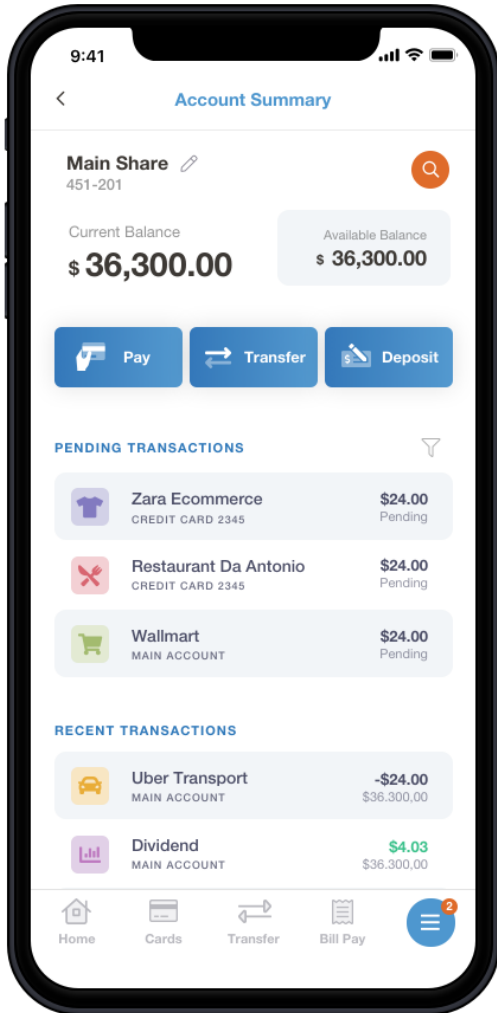 9:41
Account Summary
Main Share
451-201
Current Balance
$ 36,300.00
Available Balance
$ 36,300.00
Pay
Transfer
Deposit
PENDING TRANSACTIONS
Zara Ecommerce $24.00
CREDIT CARD 2345 Pending
Restaurant Da Antonio $24.00
CREDIT CARD 2345 Pending
Wallmart $24.00
MAIN ACCOUNT Pending
RECENT TRANSACTIONS
Uber Transport -$24.00
MAIN ACCOUNT $36.300,00
Dividend $4.03
MAIN ACCOUNT $36.300,00
2
Home Cards Transfer Bill Pay